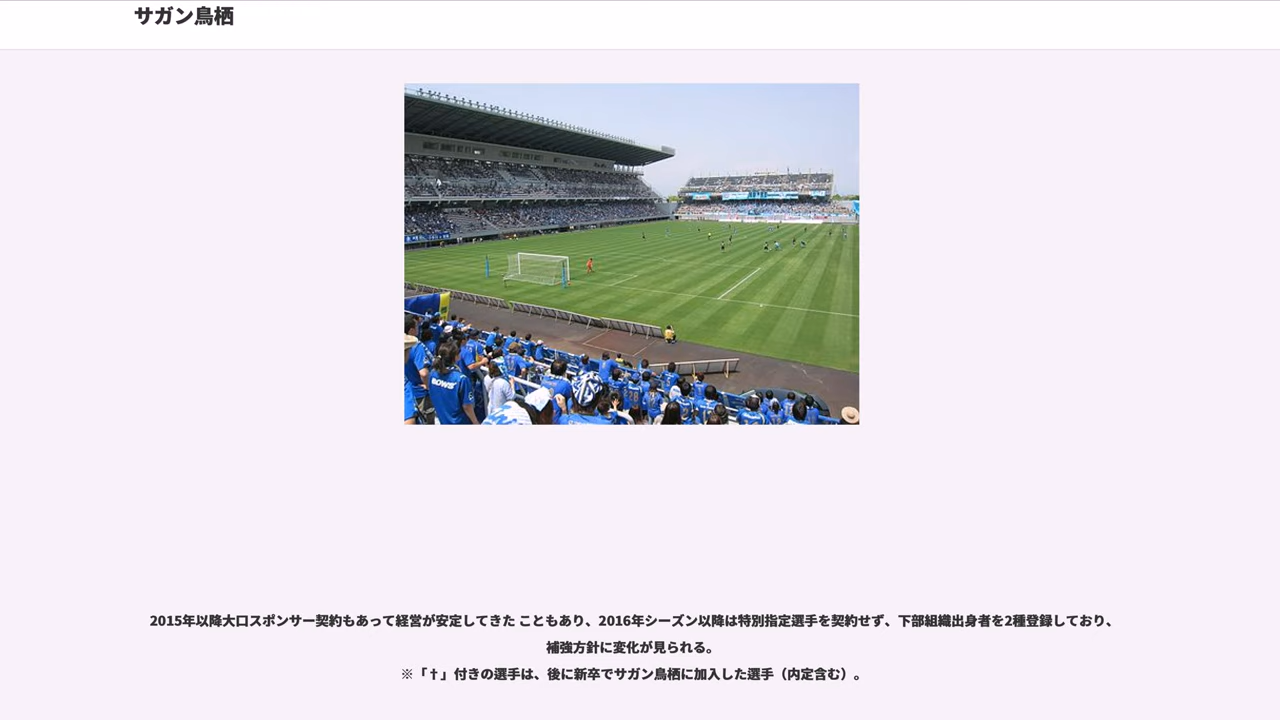 サガン鳥栖
2015年以降大口スポンサー契約もあって経営が安定してきた こともあり、2016年シーズン以降は特別指定選手を契約せず、下部組織出身者を2種登録しており、
補強方針に変化が見られる。
※「†」付きの選手は、後に新卒でサガン鳥栖に加入した選手（内定含む）。